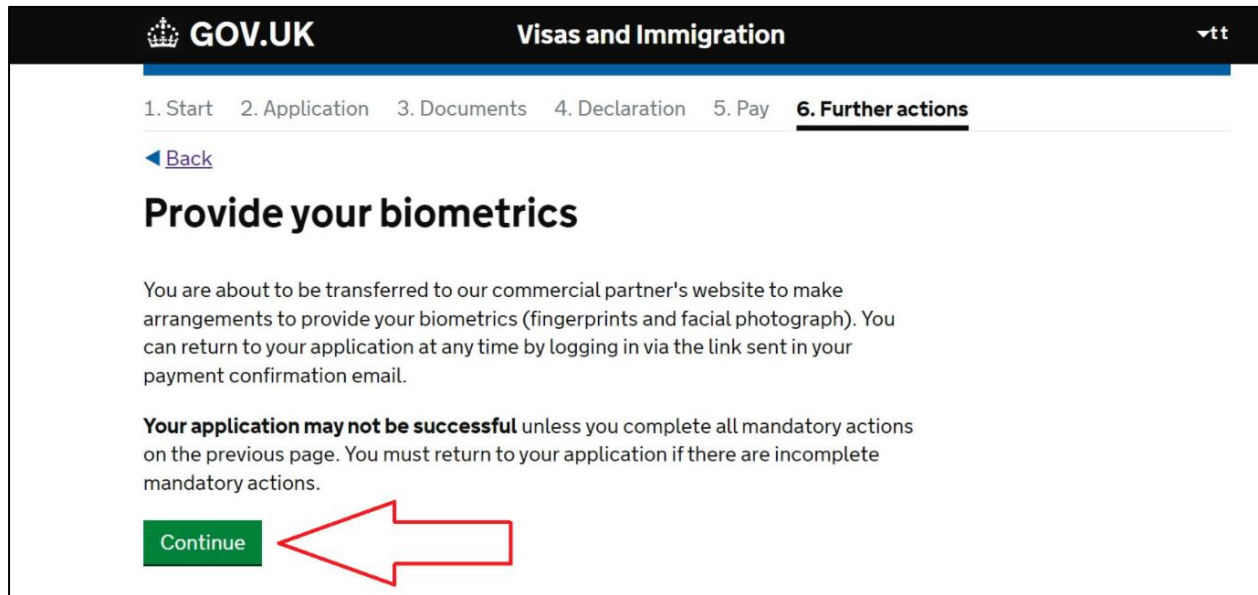 GOV.UK Visas and Immigration ▾tt
1. Start 2. Application 3. Documents 4. Declaration 5. Pay 6. Further actions
◀ Back
Provide your biometrics
You are about to be transferred to our commercial partner's website to make
arrangements to provide your biometrics (fingerprints and facial photograph). You
can return to your application at any time by logging in via the link sent in your
payment confirmation email.
Your application may not be successful unless you complete all mandatory actions
on the previous page. You must return to your application if there are incomplete
mandatory actions.
Continue